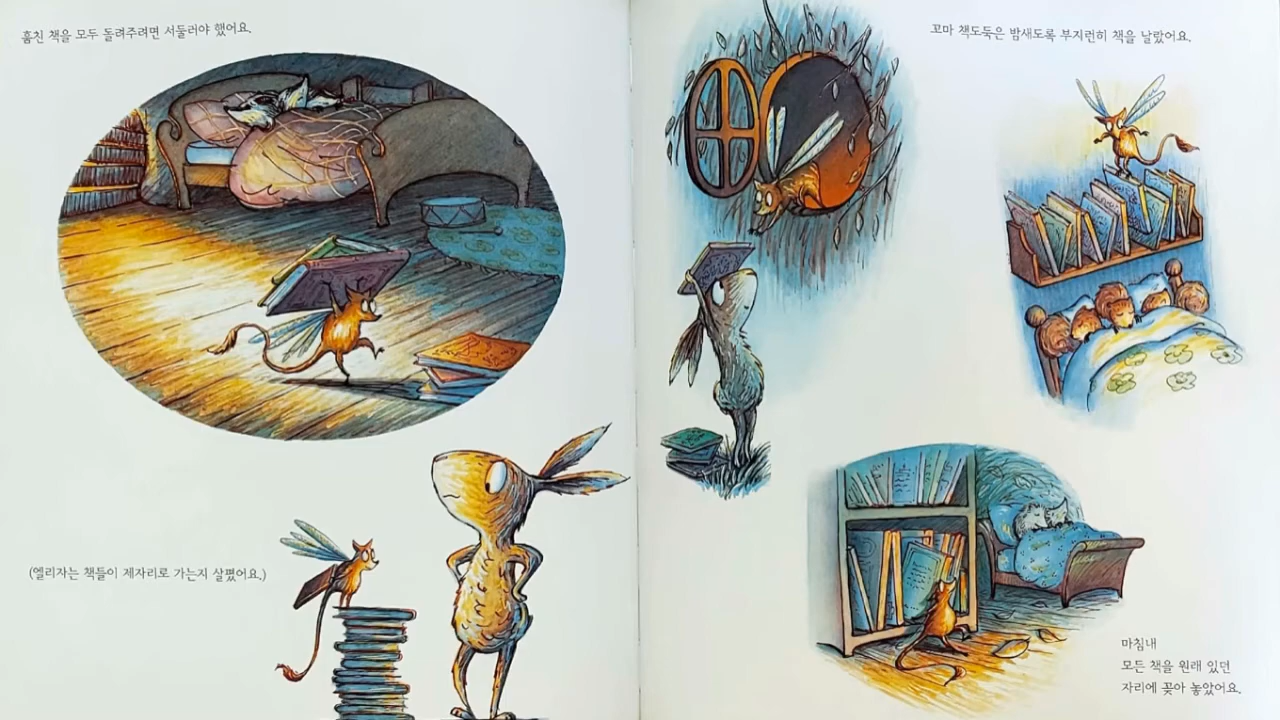 훔친 책을 모두 돌려주려면 서둘러야 했어요.
(엘리자는 책들이 제자리로 가는지 살폈어요.)
꼬마 책도둑은 밤새도록 부지런히 책을 날랐어요.
마침내
모든 책을 원래 있던
자리에 꽂아 놓았어요.